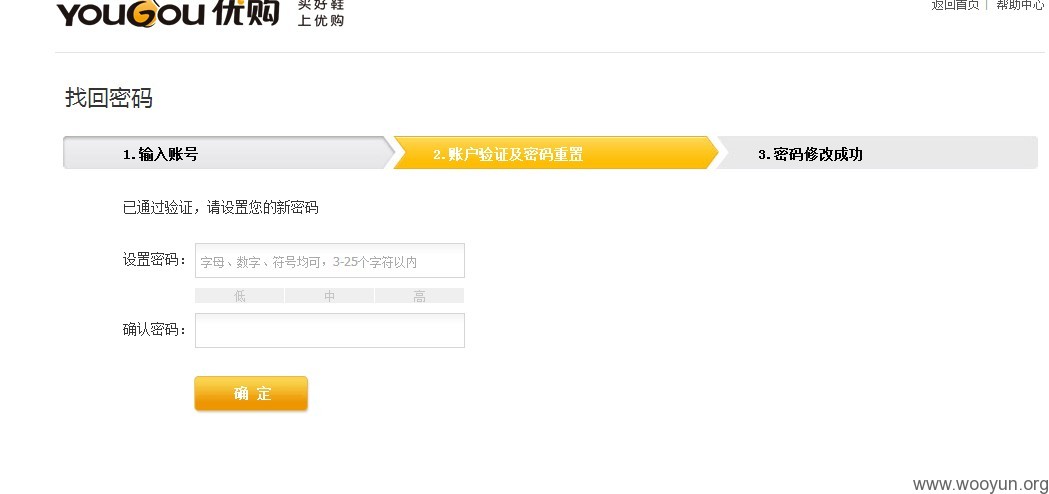 YOUGOU 优购 买好鞋
上优购
返回首页 | 帮助中心
找回密码
1.输入账号 2.账户验证及密码重置 3.密码修改成功
已通过验证，请设置您的新密码
设置密码： 字母、数字、符号均可，3-25个字符以内
低 中 高
确认密码：
确 定
www.wooyun.org